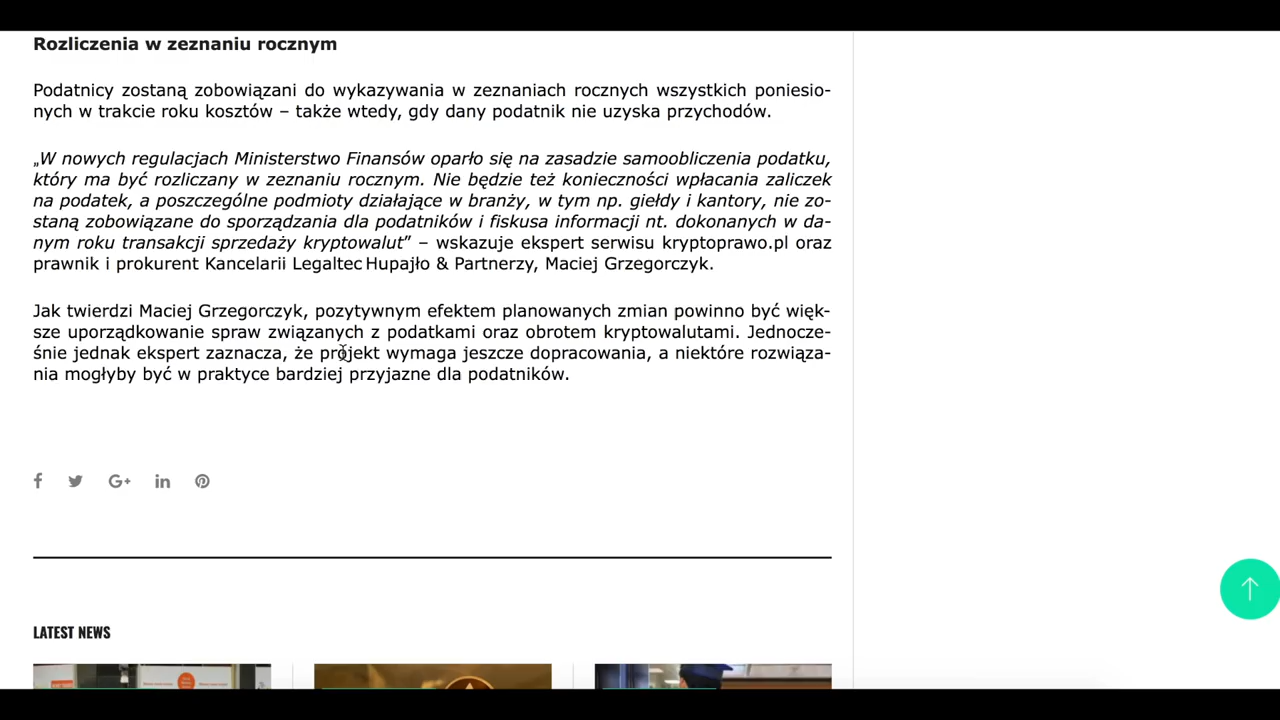 Rozliczenia w zeznaniu rocznym
Podatnicy zostaną zobowiązani do wykazywania w zeznaniach rocznych wszystkich poniesio-
nych w trakcie roku kosztów – także wtedy, gdy dany podatnik nie uzyska przychodów.
„W nowych regulacjach Ministerstwo Finansów oparło się na zasadzie samoobliczenia podatku,
który ma być rozliczany w zeznaniu rocznym. Nie będzie też konieczności wpłacania zaliczek
na podatek, a poszczególne podmioty działające w branży, w tym np. giełdy i kantory, nie zo-
staną zobowiązane do sporządzania dla podatników i fiskusa informacji nt. dokonanych w da-
nym roku transakcji sprzedaży kryptowalut” – wskazuje ekspert serwisu kryptoprawo.pl oraz
prawnik i prokurent Kancelarii Legaltec Hupajło & Partnerzy, Maciej Grzegorczyk.
Jak twierdzi Maciej Grzegorczyk, pozytywnym efektem planowanych zmian powinno być więk-
sze uporządkowanie spraw związanych z podatkami oraz obrotem kryptowalutami. Jednocze-
śnie jednak ekspert zaznacza, że projekt wymaga jeszcze dopracowania, a niektóre rozwiąza-
nia mogłyby być w praktyce bardziej przyjazne dla podatników.
LATEST NEWS